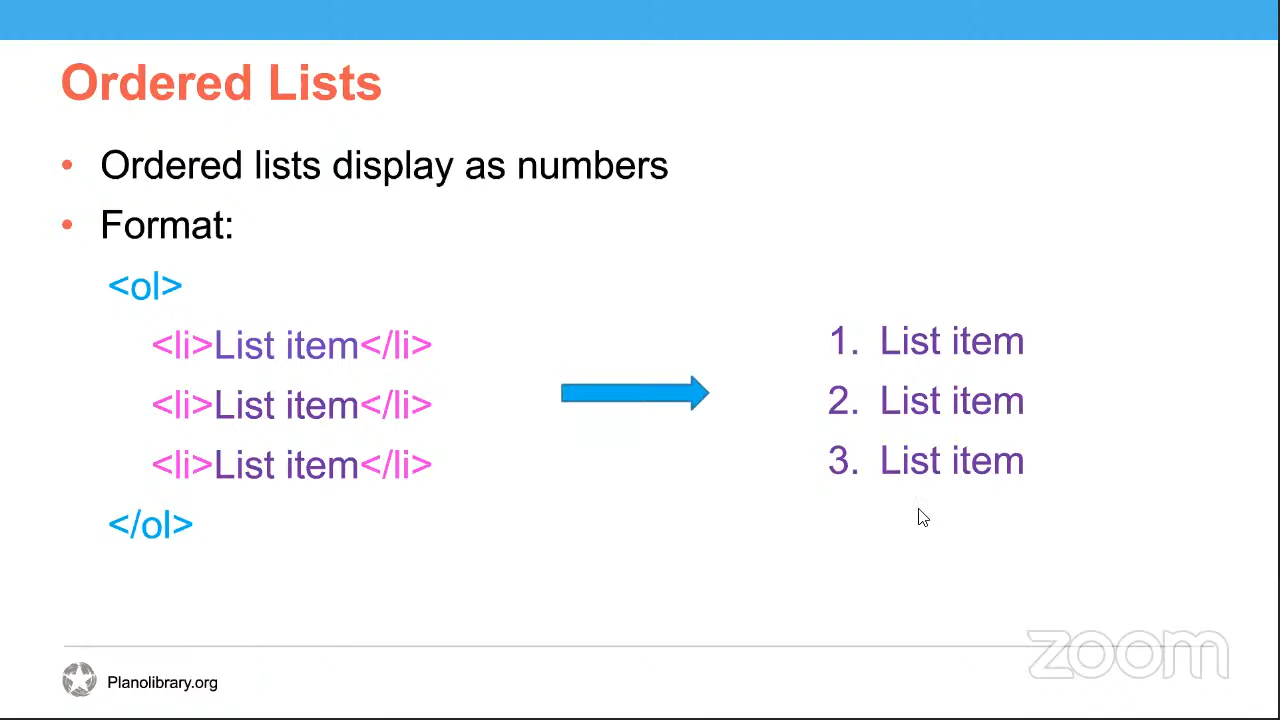 Ordered Lists
• Ordered lists display as numbers
• Format:
<ol>
<li>List item</li>
<li>List item</li>
<li>List item</li>
</ol>
1. List item
2. List item
3. List item
Planolibrary.org
zoom